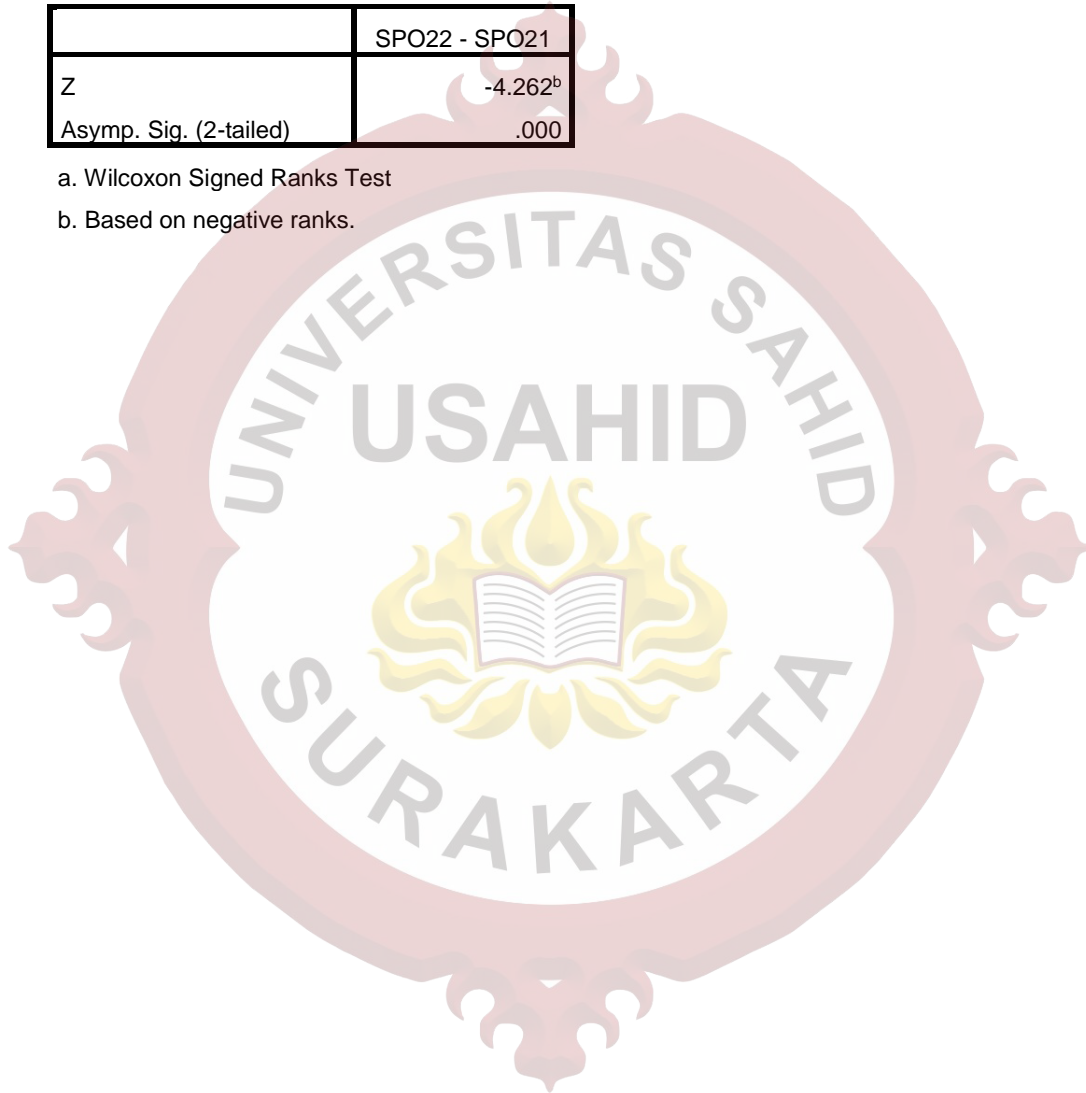 SPO22 - SPO21
Z -4.262ᵇ
Asymp. Sig. (2-tailed) .000
a. Wilcoxon Signed Ranks Test
b. Based on negative ranks.
UNIVERSITAS SAHID
USAHID
SURAKARTA